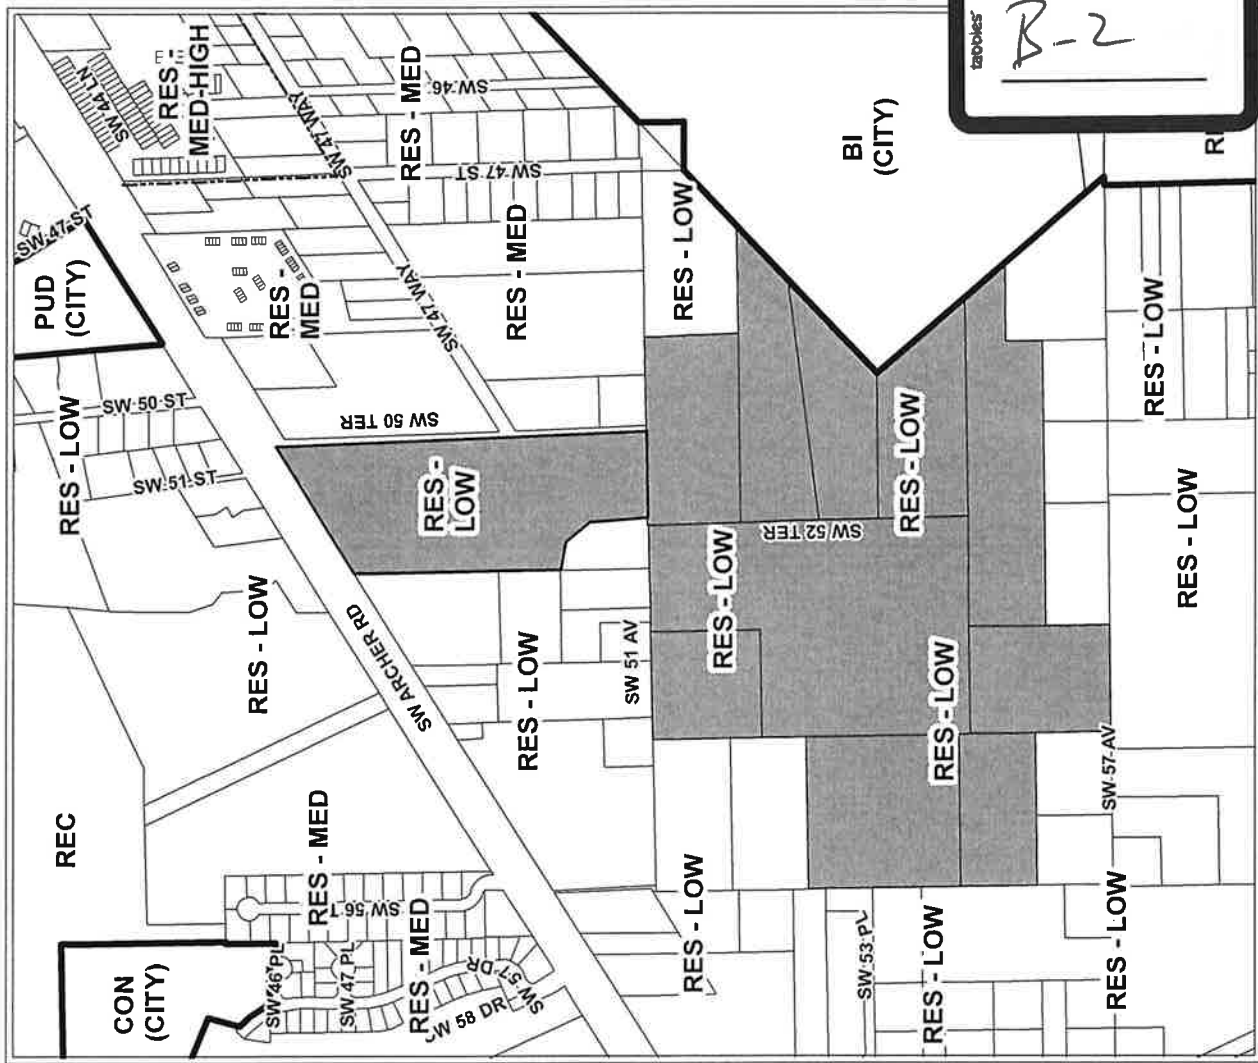 CON
(CITY)
REC
RES - LOW
PUD
(CITY)
SW 47 ST
SW 44 LN
RES -
MED-HIGH
SW 50 ST
SW 51 ST
RES - LOW
RES -
MED
SW 46 PL
SW 47 PL
RES - MED
SW 56 T
RES - MED
SW 57 DR
SW 58 DR
SW ARCHER RD
SW 47 WAY
SW 47 WAY
RES - MED
SW 46
SW 47 ST
RES - MED
SW 50 TER
RES -
LOW
RES - LOW
SW 51 AV
RES - LOW
RES - LOW
RES - LOW
SW 52 TER
BI
(CITY)
SW 53 PL
RES - LOW
RES - LOW
RES - LOW
SW 57 AV
RES - LOW
RES - LOW
RES - LOW
tabbies'
B-2